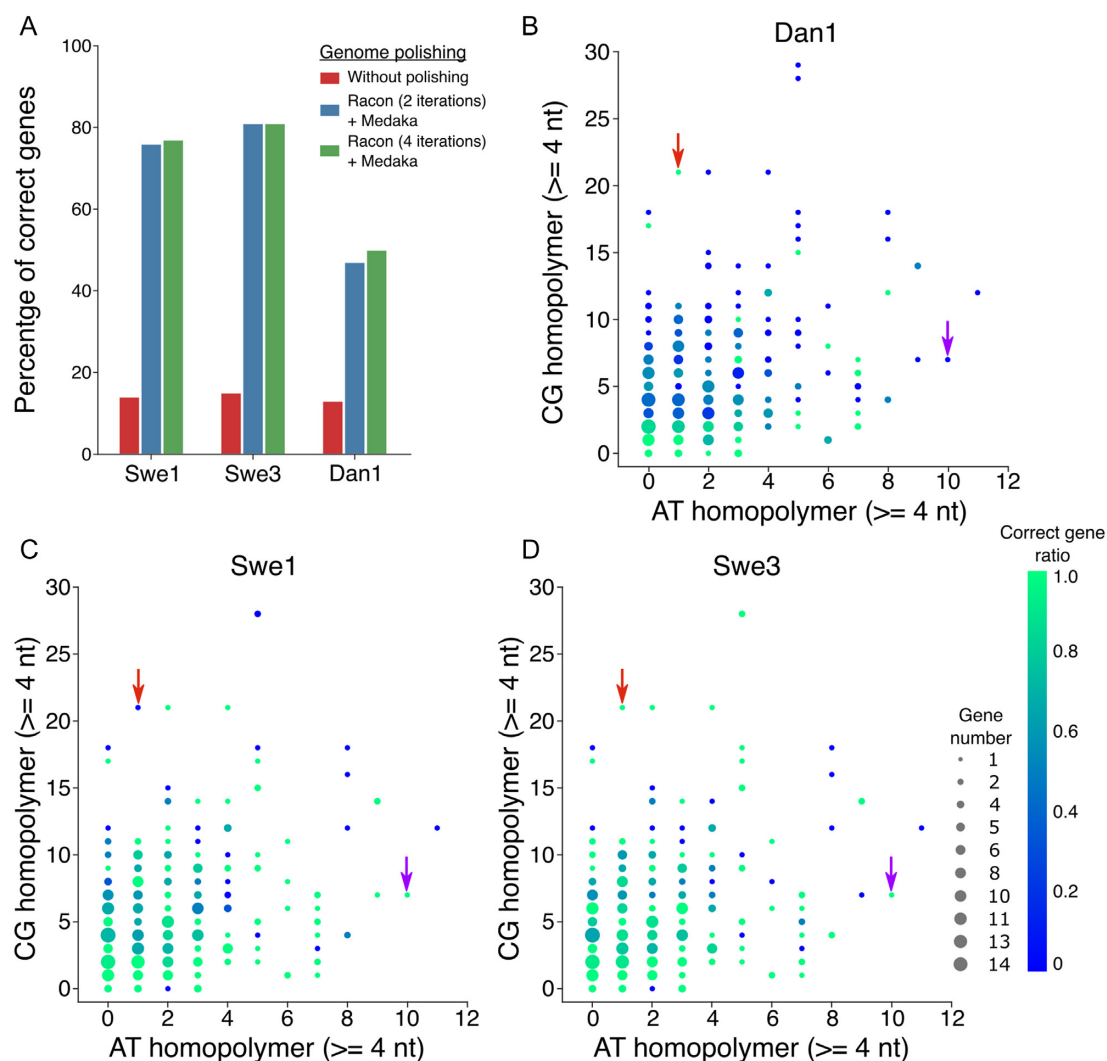 A
100
80
60
40
20
0
Percentge of correct genes
Genome polishing
Without polishing
Racon (2 iterations)
+ Medaka
Racon (4 iterations)
+ Medaka
Swe1
Swe3
Dan1
B
Dan1
30
25
20
15
10
5
0
CG homopolymer (>= 4 nt)
0 2 4 6 8 10 12
AT homopolymer (>= 4 nt)
C
Swe1
30
25
20
15
10
5
0
CG homopolymer (>= 4 nt)
0 2 4 6 8 10 12
AT homopolymer (>= 4 nt)
D
Swe3
30
25
20
15
10
5
0
CG homopolymer (>= 4 nt)
0 2 4 6 8 10 12
AT homopolymer (>= 4 nt)
Gene
number
1
2
4
5
6
8
10
11
13
14
Correct gene
ratio
1.0
0.8
0.6
0.4
0.2
0